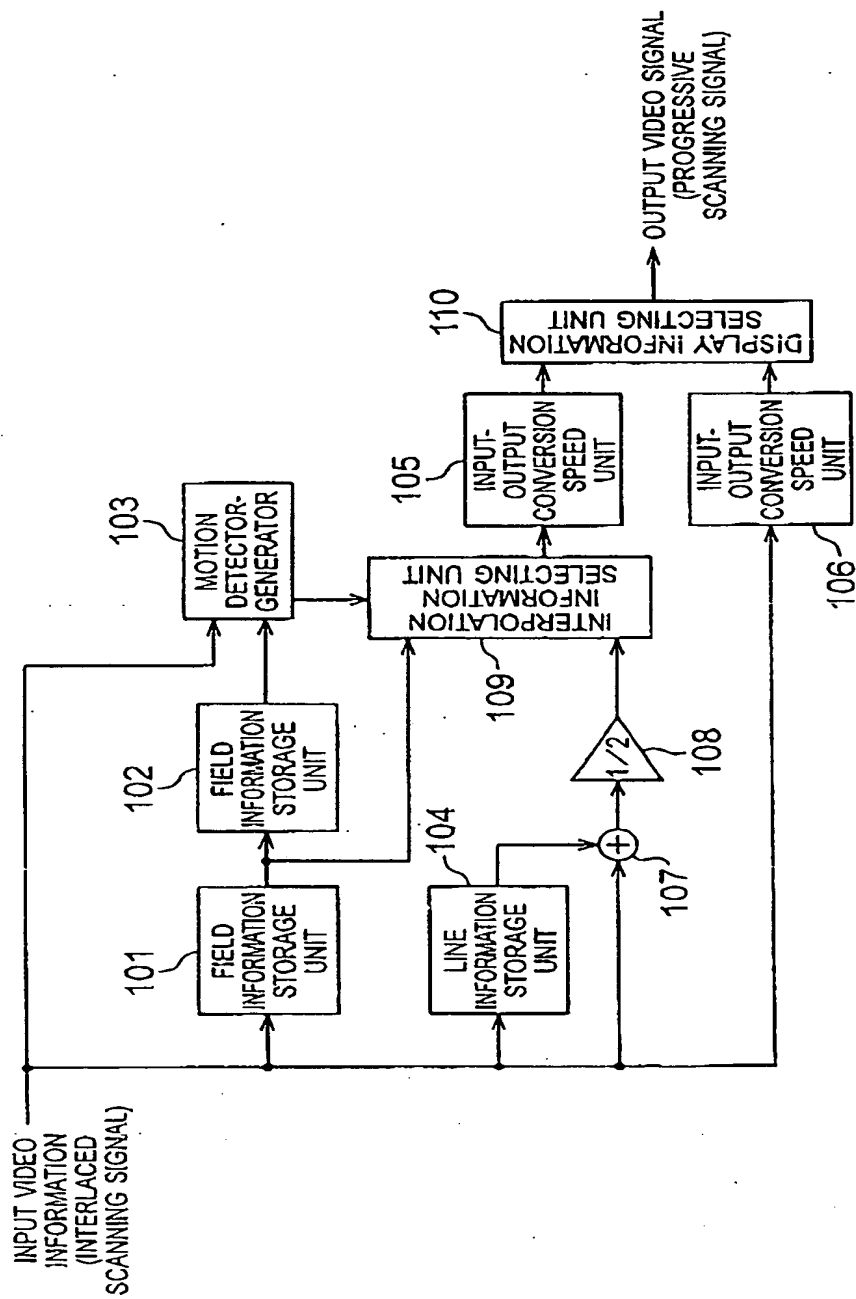 INPUT VIDEO
INFORMATION
(INTERLACED
SCANNING SIGNAL)
101
FIELD
INFORMATION
STORAGE
UNIT
102
FIELD
INFORMATION
STORAGE
UNIT
103
MOTION
DETECTOR-
GENERATOR
104
LINE
INFORMATION
STORAGE
UNIT
107
+
108
1/2
109
INTERPOLATION
INFORMATION
SELECTING UNIT
105
INPUT-
OUTPUT
CONVERSION
SPEED
UNIT
106
INPUT-
OUTPUT
CONVERSION
SPEED
UNIT
110
DISPLAY INFORMATION
SELECTING UNIT
OUTPUT VIDEO SIGNAL
(PROGRESSIVE
SCANNING SIGNAL)